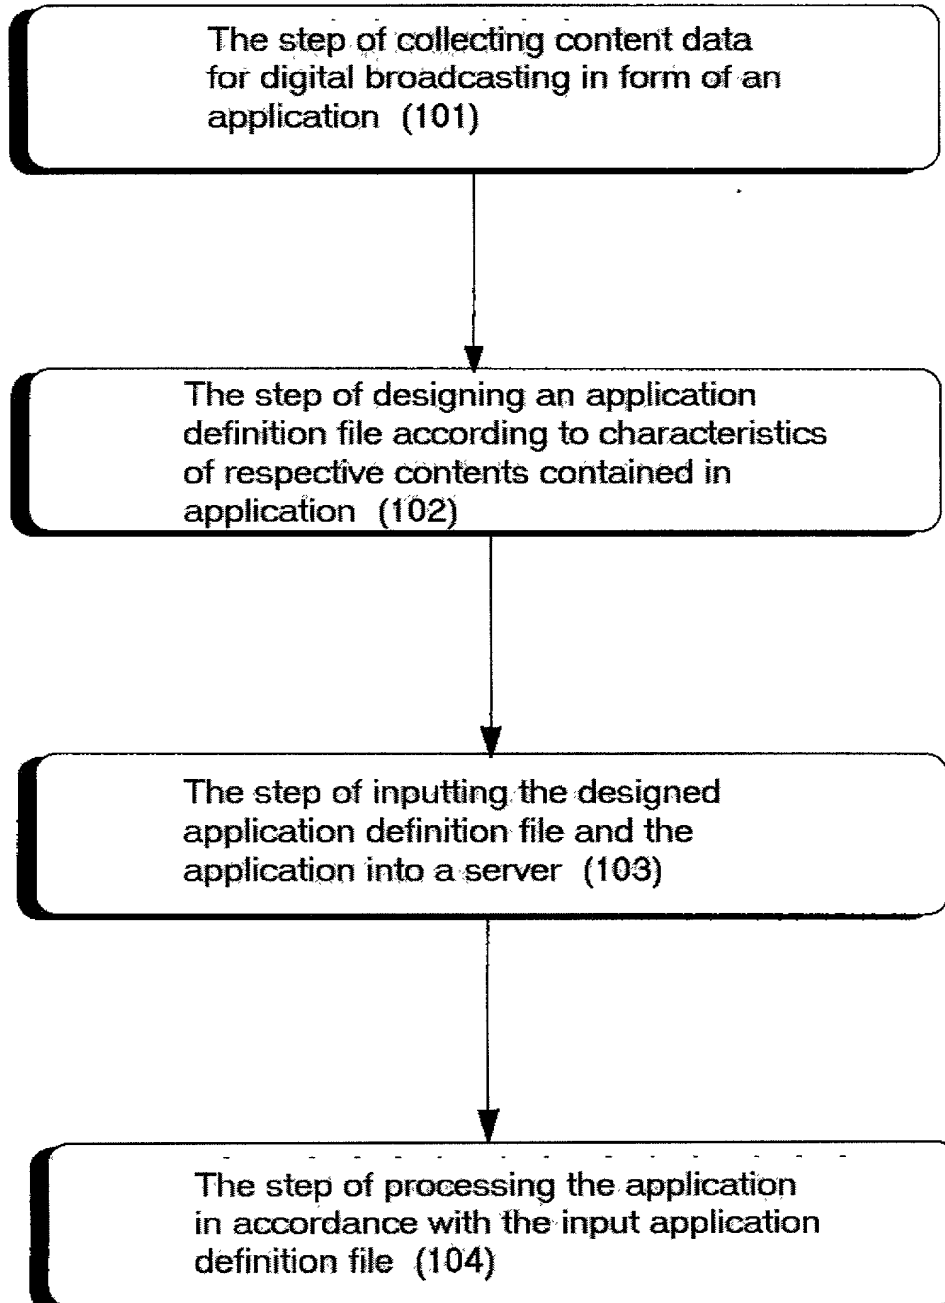 The step of collecting content data
for digital broadcasting in form of an
application (101)
The step of designing an application
definition file according to characteristics
of respective contents contained in
application (102)
The step of inputting the designed
application definition file and the
application into a server (103)
The step of processing the application
in accordance with the input application
definition file (104)